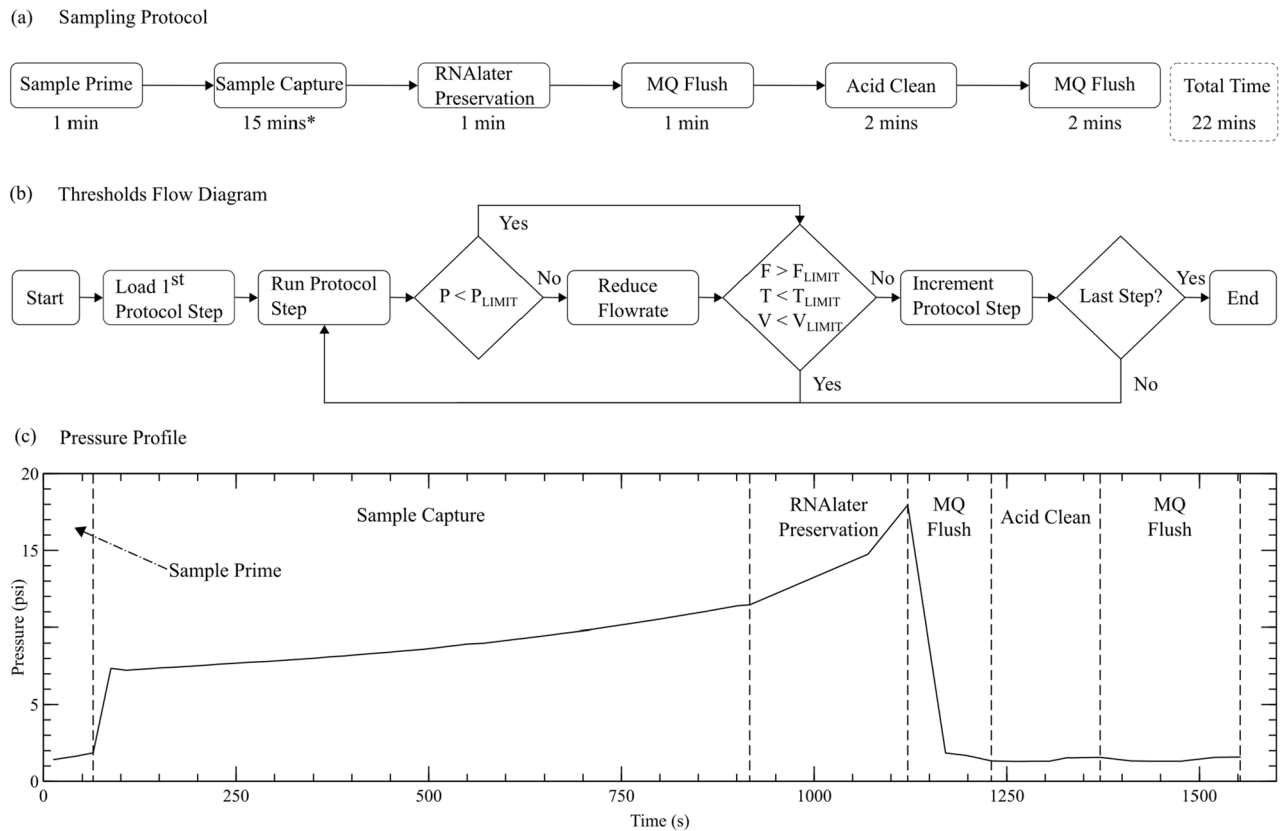 (a) Sampling Protocol
Sample Prime
Sample Capture
RNAlater
Preservation
MQ Flush
Acid Clean
MQ Flush
Total Time
1 min
15 mins*
1 min
1 min
2 mins
2 mins
22 mins
(b) Thresholds Flow Diagram
Start
Load 1st
Protocol Step
Run Protocol
Step
P < PLIMIT
Yes
No
Reduce
Flowrate
F > FLIMIT
T < TLIMIT
V < VLIMIT
No
Yes
Increment
Protocol Step
Last Step?
Yes
No
End
(c) Pressure Profile
20
15
5
0
Pressure (psi)
Sample Prime
Sample Capture
RNAlater
Preservation
MQ
Flush
Acid Clean
MQ
Flush
0 250 500 750 1000 1250 1500
Time (s)